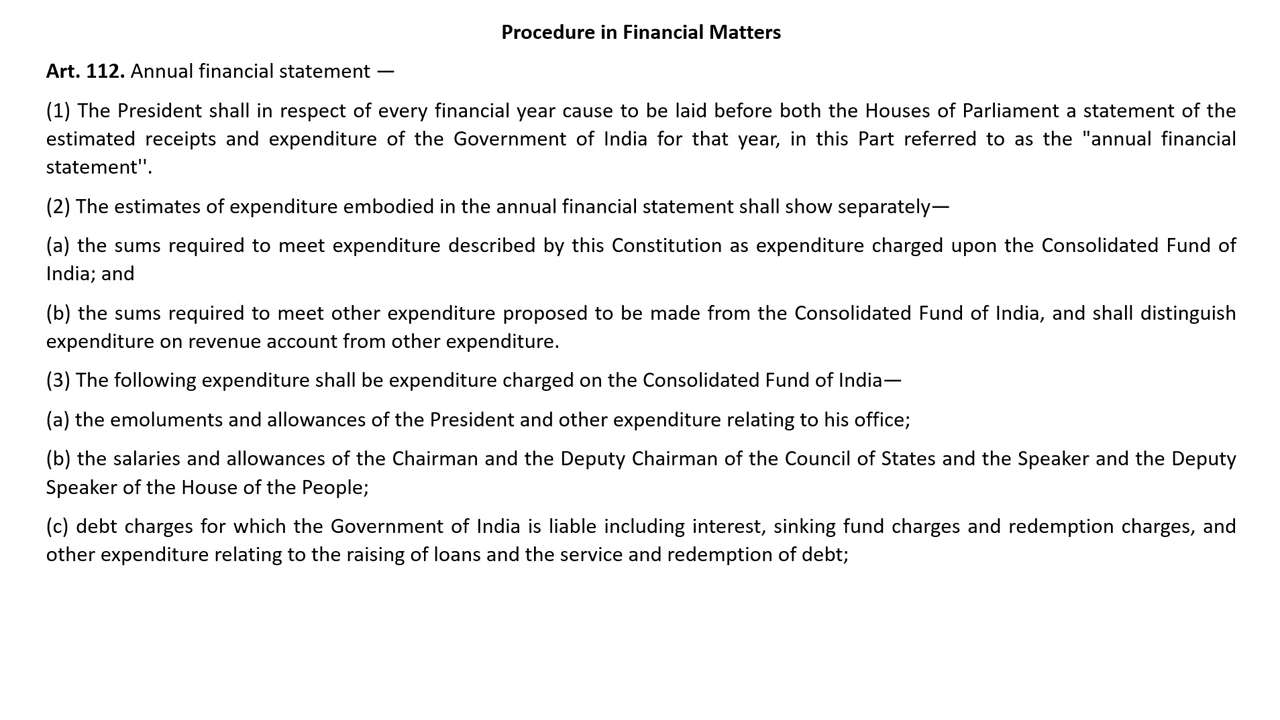 Procedure in Financial Matters
Art. 112. Annual financial statement —
(1) The President shall in respect of every financial year cause to be laid before both the Houses of Parliament a statement of the
estimated receipts and expenditure of the Government of India for that year, in this Part referred to as the "annual financial
statement''.
(2) The estimates of expenditure embodied in the annual financial statement shall show separately—
(a) the sums required to meet expenditure described by this Constitution as expenditure charged upon the Consolidated Fund of
India; and
(b) the sums required to meet other expenditure proposed to be made from the Consolidated Fund of India, and shall distinguish
expenditure on revenue account from other expenditure.
(3) The following expenditure shall be expenditure charged on the Consolidated Fund of India—
(a) the emoluments and allowances of the President and other expenditure relating to his office;
(b) the salaries and allowances of the Chairman and the Deputy Chairman of the Council of States and the Speaker and the Deputy
Speaker of the House of the People;
(c) debt charges for which the Government of India is liable including interest, sinking fund charges and redemption charges, and
other expenditure relating to the raising of loans and the service and redemption of debt;